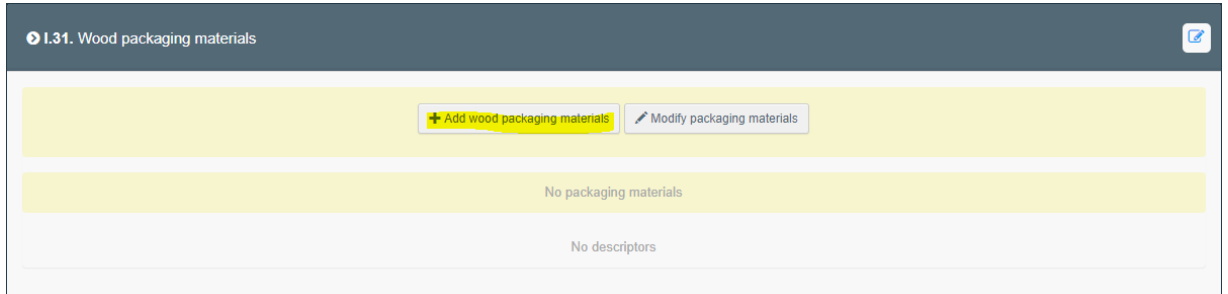 I.31. Wood packaging materials
Add wood packaging materials Modify packaging materials
No packaging materials
No descriptors